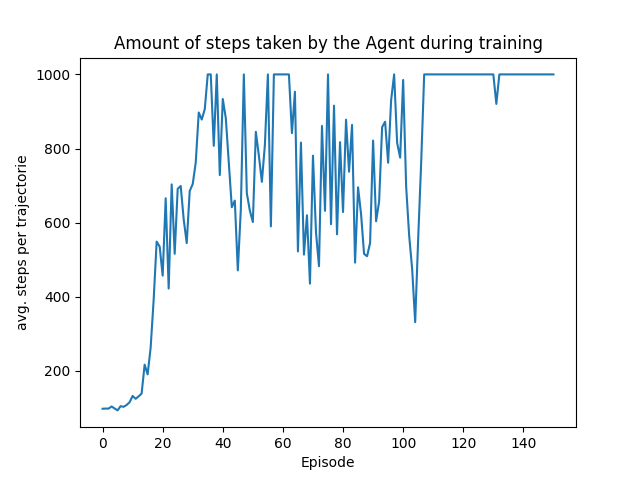 Amount of steps taken by the Agent during training
avg. steps per trajectorie
1000
800
600
400
200
0 20 40 60 80 100 120 140
Episode